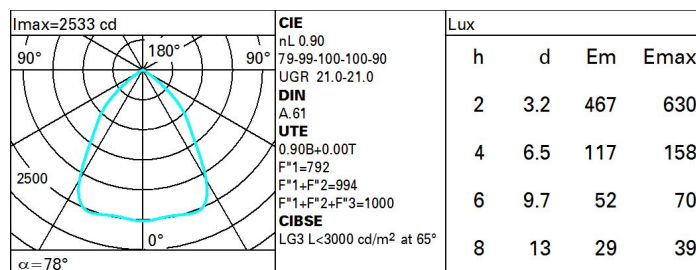 Imax=2533 cd
90° 180° 90°
2500
0°
α=78°
CIE
nL 0.90
79-99-100-100-90
UGR 21.0-21.0
DIN
A.61
UTE
0.90B+0.00T
F"1=792
F"1+F"2=994
F"1+F"2+F"3=1000
CIBSE
LG3 L<3000 cd/m² at 65°
Lux
h d Em Emax
2 3.2 467 630
4 6.5 117 158
6 9.7 52 70
8 13 29 39